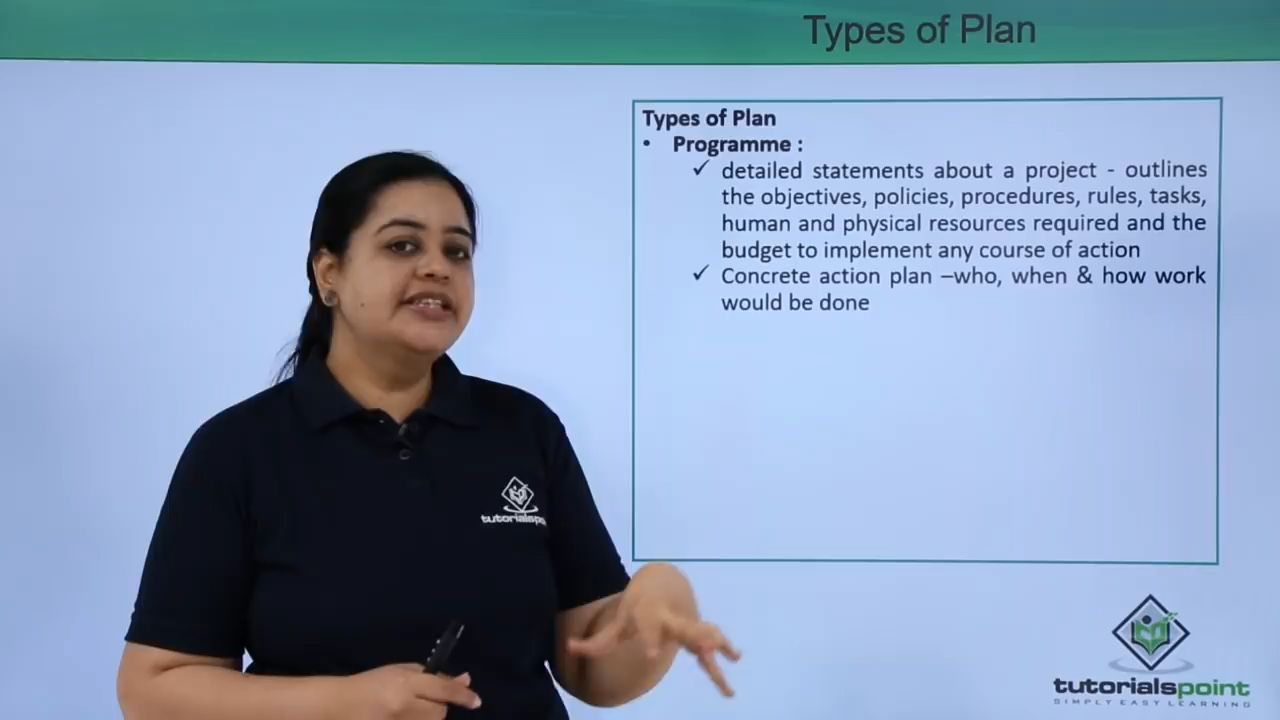 Types of Plan
Types of Plan
• Programme :
✓ detailed statements about a project - outlines
the objectives, policies, procedures, rules, tasks,
human and physical resources required and the
budget to implement any course of action
✓ Concrete action plan –who, when & how work
would be done
tutorialspo
tutorialspoint
SIMPLY EASY LEARNING